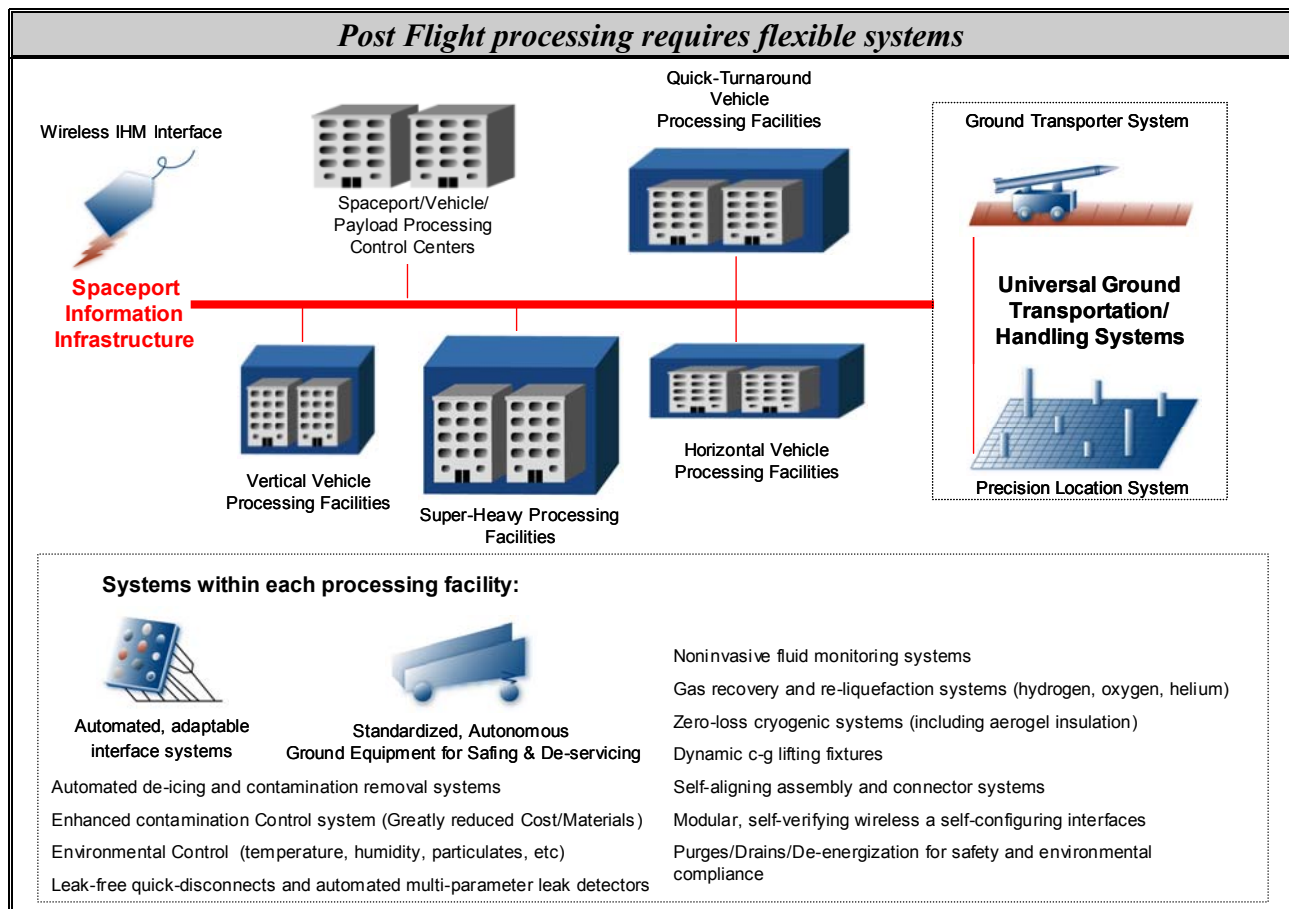 Post Flight processing requires flexible systems
Wireless IHM Interface
Spaceport/Vehicle/
Payload Processing
Control Centers
Quick-Turnaround
Vehicle
Processing Facilities
Ground Transporter System
Spaceport
Information
Infrastructure
Universal Ground
Transportation/
Handling Systems
Vertical Vehicle
Processing Facilities
Super-Heavy Processing
Facilities
Horizontal Vehicle
Processing Facilities
Precision Location System
Systems within each processing facility:
Automated, adaptable
interface systems
Standardized, Autonomous
Ground Equipment for Safing & De-servicing
Automated de-icing and contamination removal systems
Enhanced contamination Control system (Greatly reduced Cost/Materials)
Environmental Control (temperature, humidity, particulates, etc)
Leak-free quick-disconnects and automated multi-parameter leak detectors
Noninvasive fluid monitoring systems
Gas recovery and re-liquefaction systems (hydrogen, oxygen, helium)
Zero-loss cryogenic systems (including aerogel insulation)
Dynamic c-g lifting fixtures
Self-aligning assembly and connector systems
Modular, self-verifying wireless a self-configuring interfaces
Purges/Drains/De-energization for safety and environmental
compliance